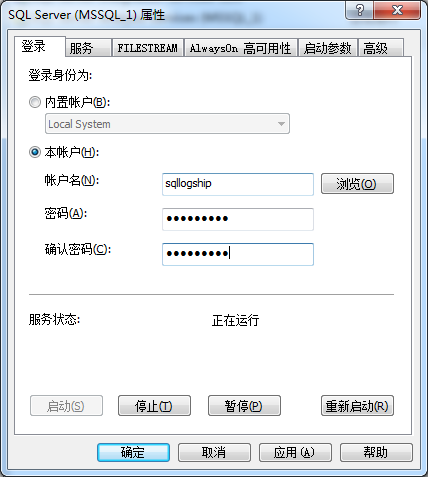 SQL Server (MSSQL_1) 属性
登录 服务 FILESTREAM AlwaysOn 高可用性 启动参数 高级
登录身份为:
内置帐户(B):
Local System
本帐户(H):
帐户名(N): sqllogship 浏览(O)
密码(A): ●●●●●●●●●
确认密码(C): ●●●●●●●●●
服务状态: 正在运行
启动(S) 停止(T) 暂停(P) 重新启动(R)
确定 取消 应用(A) 帮助